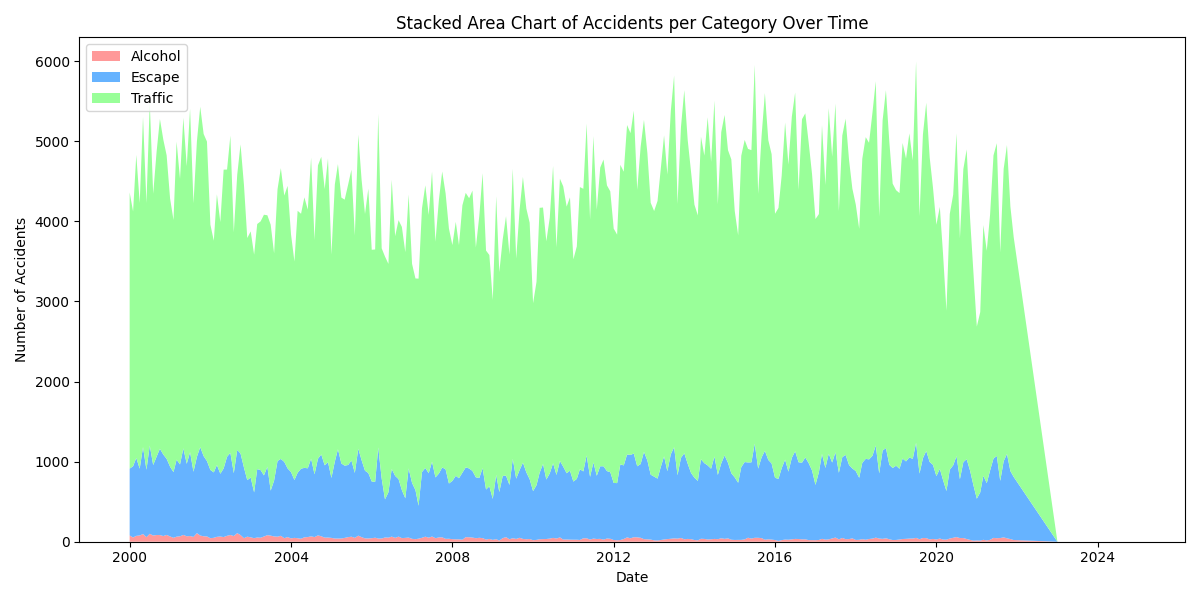 Stacked Area Chart of Accidents per Category Over Time
Alcohol
Escape
Traffic
Number of Accidents
6000
5000
4000
3000
2000
1000
0
2000 2004 2008 2012 2016 2020 2024
Date